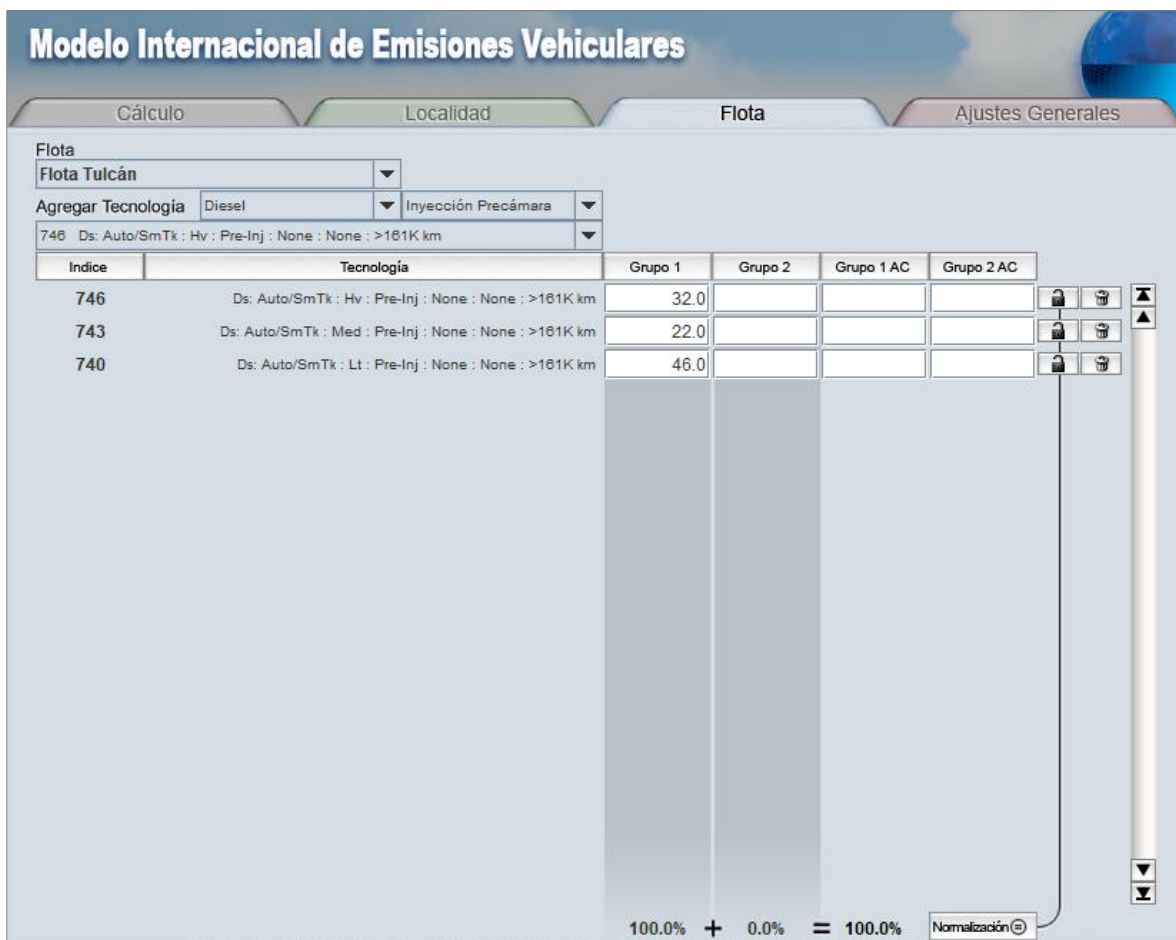 Modelo Internacional de Emisiones Vehiculares
Cálculo Localidad Flota Ajustes Generales
Flota
Flota Tulcán
Agregar Tecnología Diesel Inyección Precámara
746 Ds: Auto/SmTk : Hv : Pre-Inj : None : None : >161K km
Indice Tecnología Grupo 1 Grupo 2 Grupo 1 AC Grupo 2 AC
746 Ds: Auto/SmTk : Hv : Pre-Inj : None : None : >161K km 32.0
743 Ds: Auto/SmTk : Med : Pre-Inj : None : None : >161K km 22.0
740 Ds: Auto/SmTk : Lt : Pre-Inj : None : None : >161K km 46.0
100.0% + 0.0% = 100.0% Normalización =